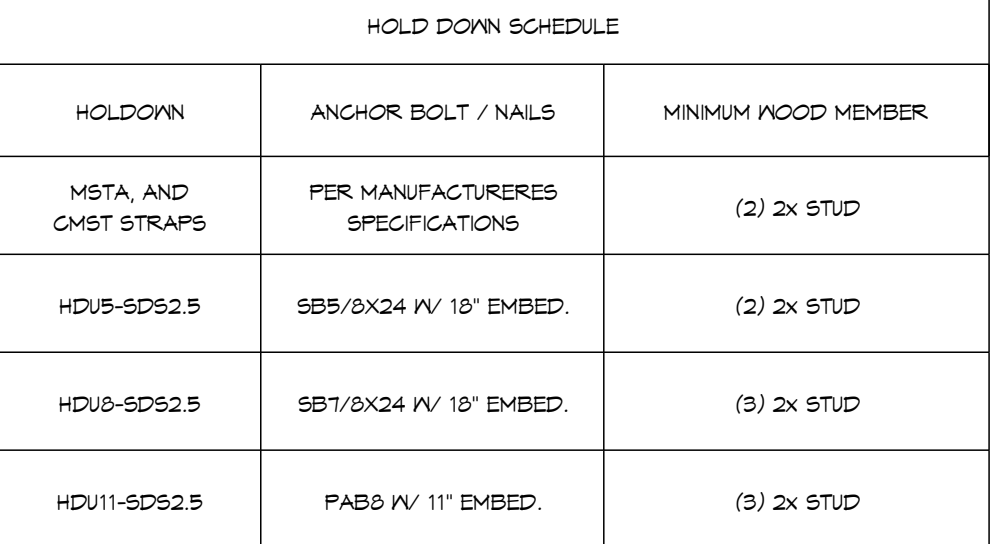 HOLD DOWN SCHEDULE
HOLDOWN
ANCHOR BOLT / NAILS
MINIMUM WOOD MEMBER
MSTA, AND
CMST STRAPS
PER MANUFACTURERES
SPECIFICATIONS
(2) 2x STUD
HDU5-SDS2.5
SB5/8X24 W/ 18" EMBED.
(2) 2x STUD
HDU8-SDS2.5
SB7/8X24 W/ 18" EMBED.
(3) 2x STUD
HDU11-SDS2.5
PAB8 W/ 11" EMBED.
(3) 2x STUD